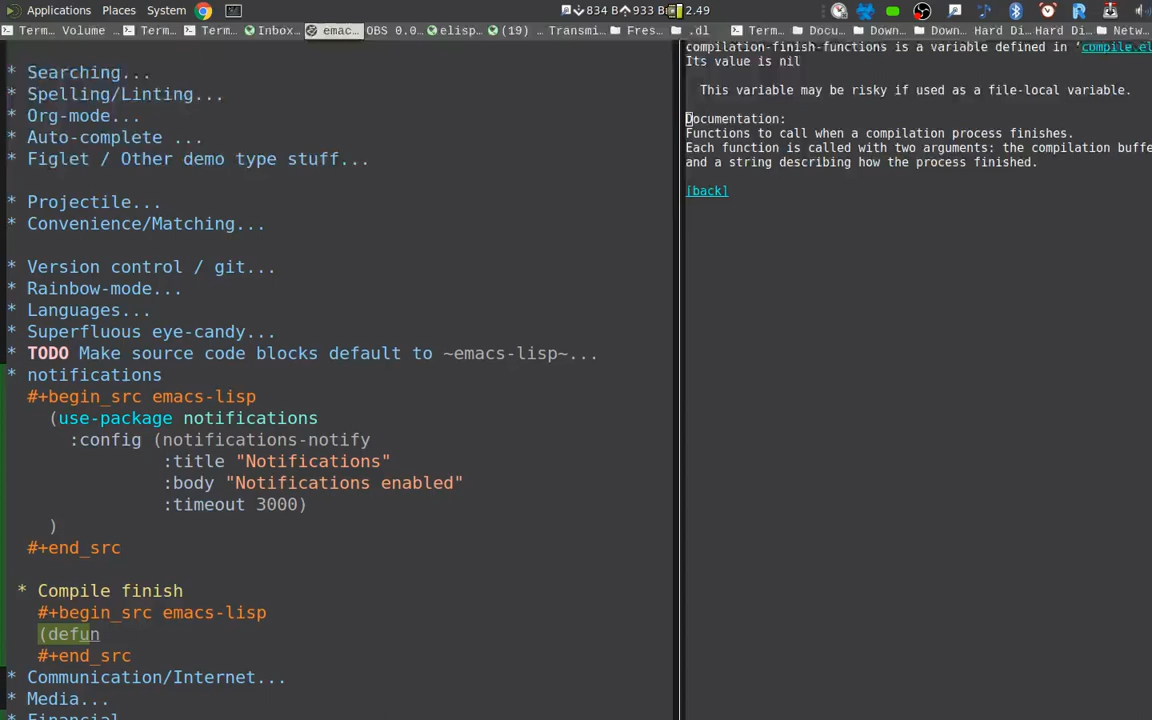 Applications Places System 834 B 933 B 2.49
Term... Volume Term... Term... Inbox... emac... OBS 0.0... elisp... (19) ... Transmi... Fres... .dl Term... Docu... Down... Down... Hard Di... Hard Di... Netw...
* Searching...
* Spelling/Linting...
* Org-mode...
* Auto-complete ...
* Figlet / Other demo type stuff...
* Projectile...
* Convenience/Matching...
* Version control / git...
* Rainbow-mode...
* Languages...
* Superfluous eye-candy...
* TODO Make source code blocks default to ~emacs-lisp~...
* notifications
#+begin_src emacs-lisp
(use-package notifications
:config (notifications-notify
:title "Notifications"
:body "Notifications enabled"
:timeout 3000)
)
#+end_src
* Compile finish
#+begin_src emacs-lisp
(defun
#+end_src
* Communication/Internet...
* Media...
* Financial
compilation-finish-functions is a variable defined in ‘compile.el
Its value is nil
This variable may be risky if used as a file-local variable.
Documentation:
Functions to call when a compilation process finishes.
Each function is called with two arguments: the compilation buffe
and a string describing how the process finished.
[back]